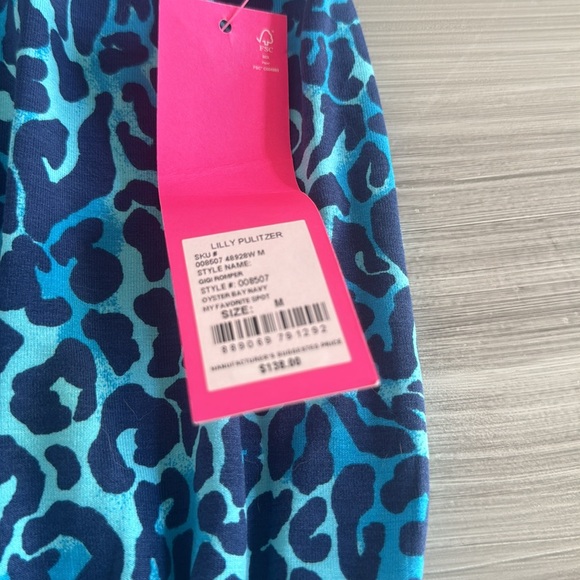 FSC
LILLY PULITZER
SKU #
008507 48928W M
STYLE NAME:
GIGI ROMPER
STYLE #: 008507
OYSTER BAY NAVY
MY FAVORITE SPOT
SIZE: M
889069 791292
MANUFACTURER'S SUGGESTED PRICE
$138.00